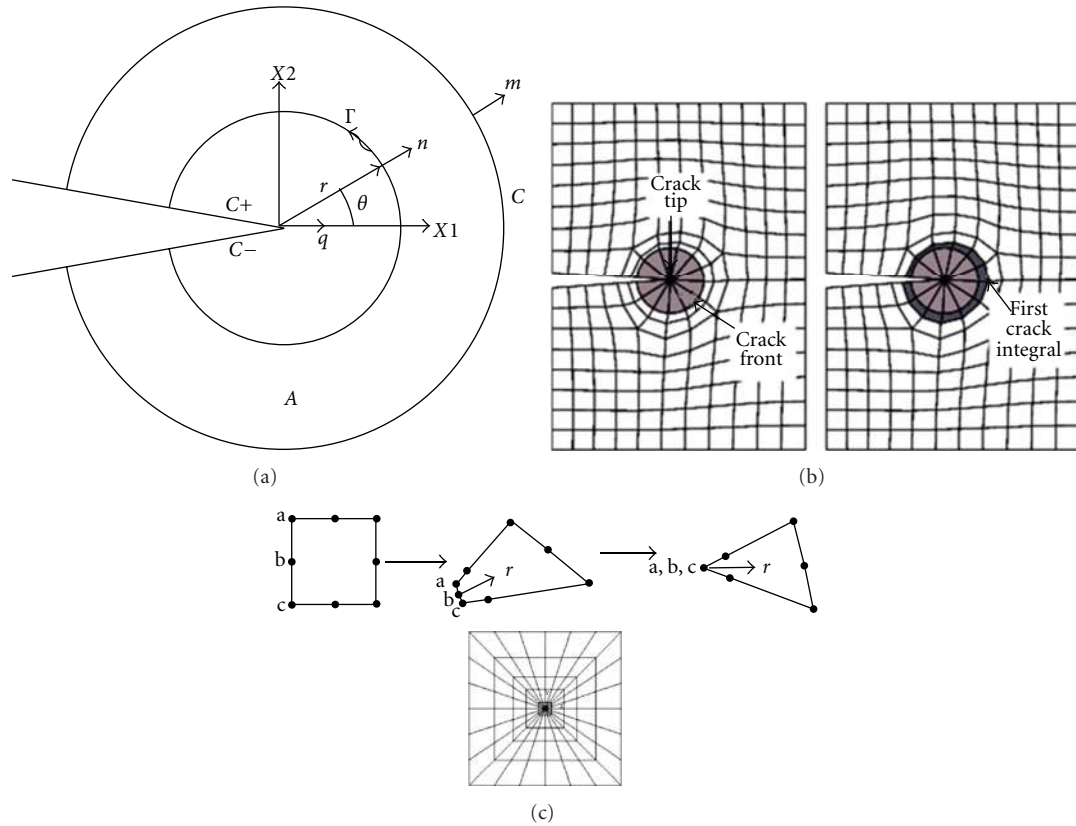 X2
m
Γ
n
r
θ
C
C+
X1
C−
q
A
(a)
Crack
tip
Crack
front
First
crack
integral
(b)
a
b
c
a
b
c
r
a, b, c
r
(c)